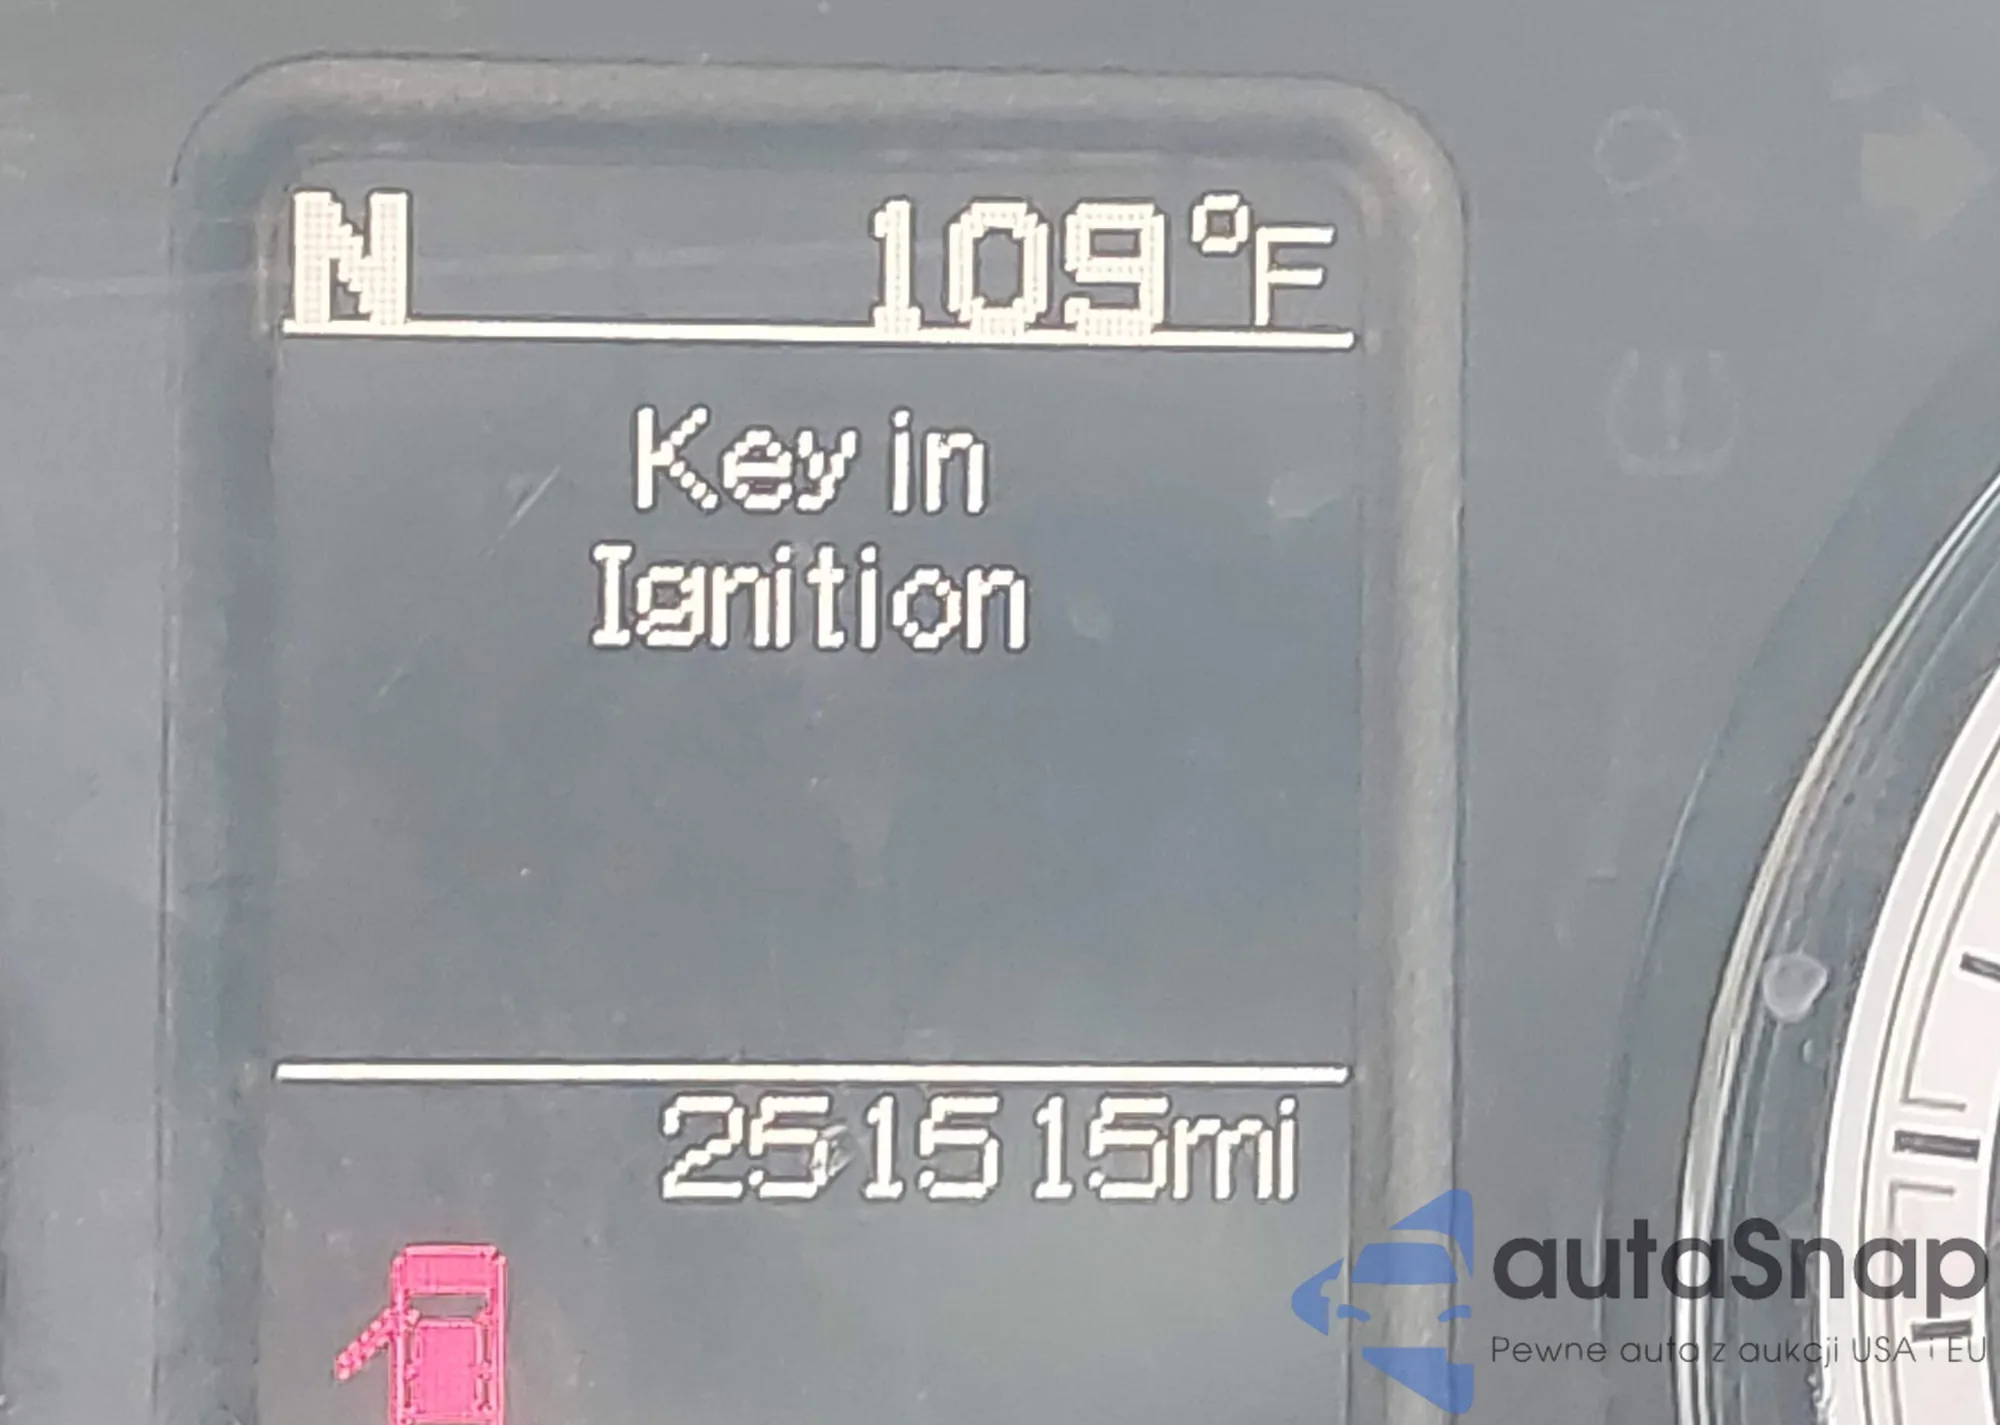 N 109°F
Key in
Ignition
251515mi
autaSnap
Pewne auta z aukcji USA i EU